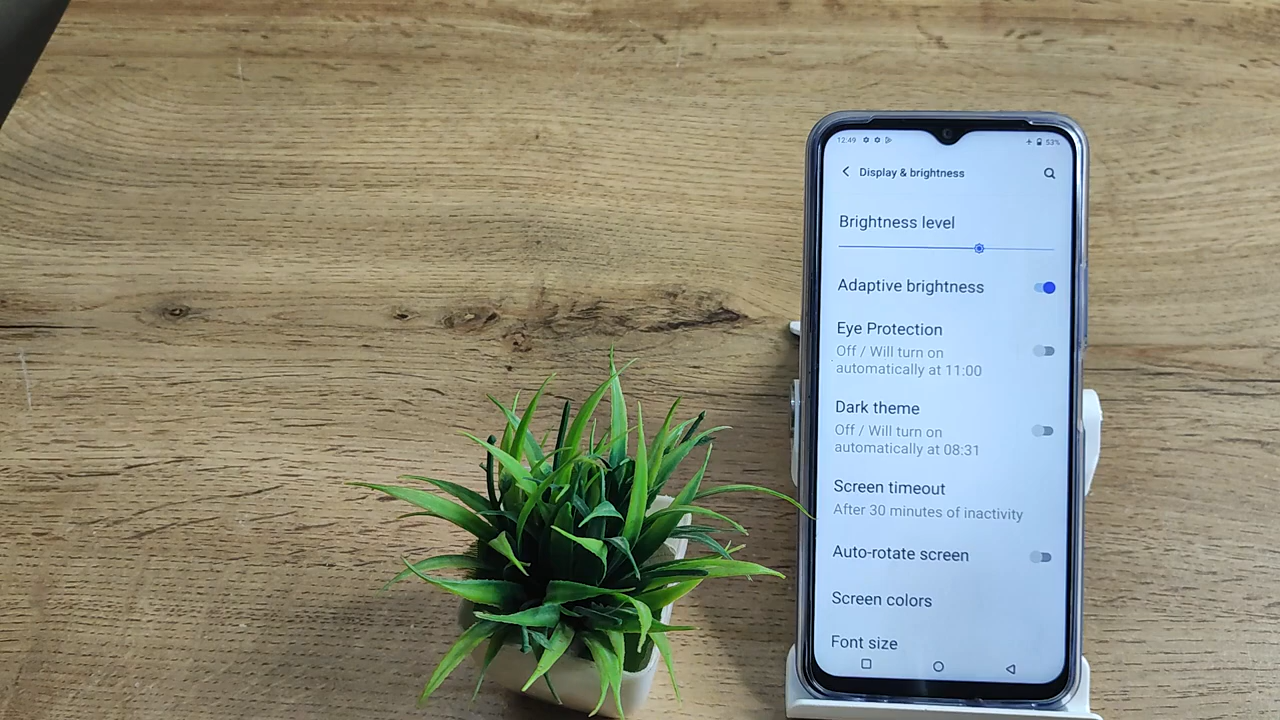 12:49 53%
Display & brightness
Brightness level
Adaptive brightness
Eye Protection
Off / Will turn on
automatically at 11:00
Dark theme
Off / Will turn on
automatically at 08:31
Screen timeout
After 30 minutes of inactivity
Auto-rotate screen
Screen colors
Font size